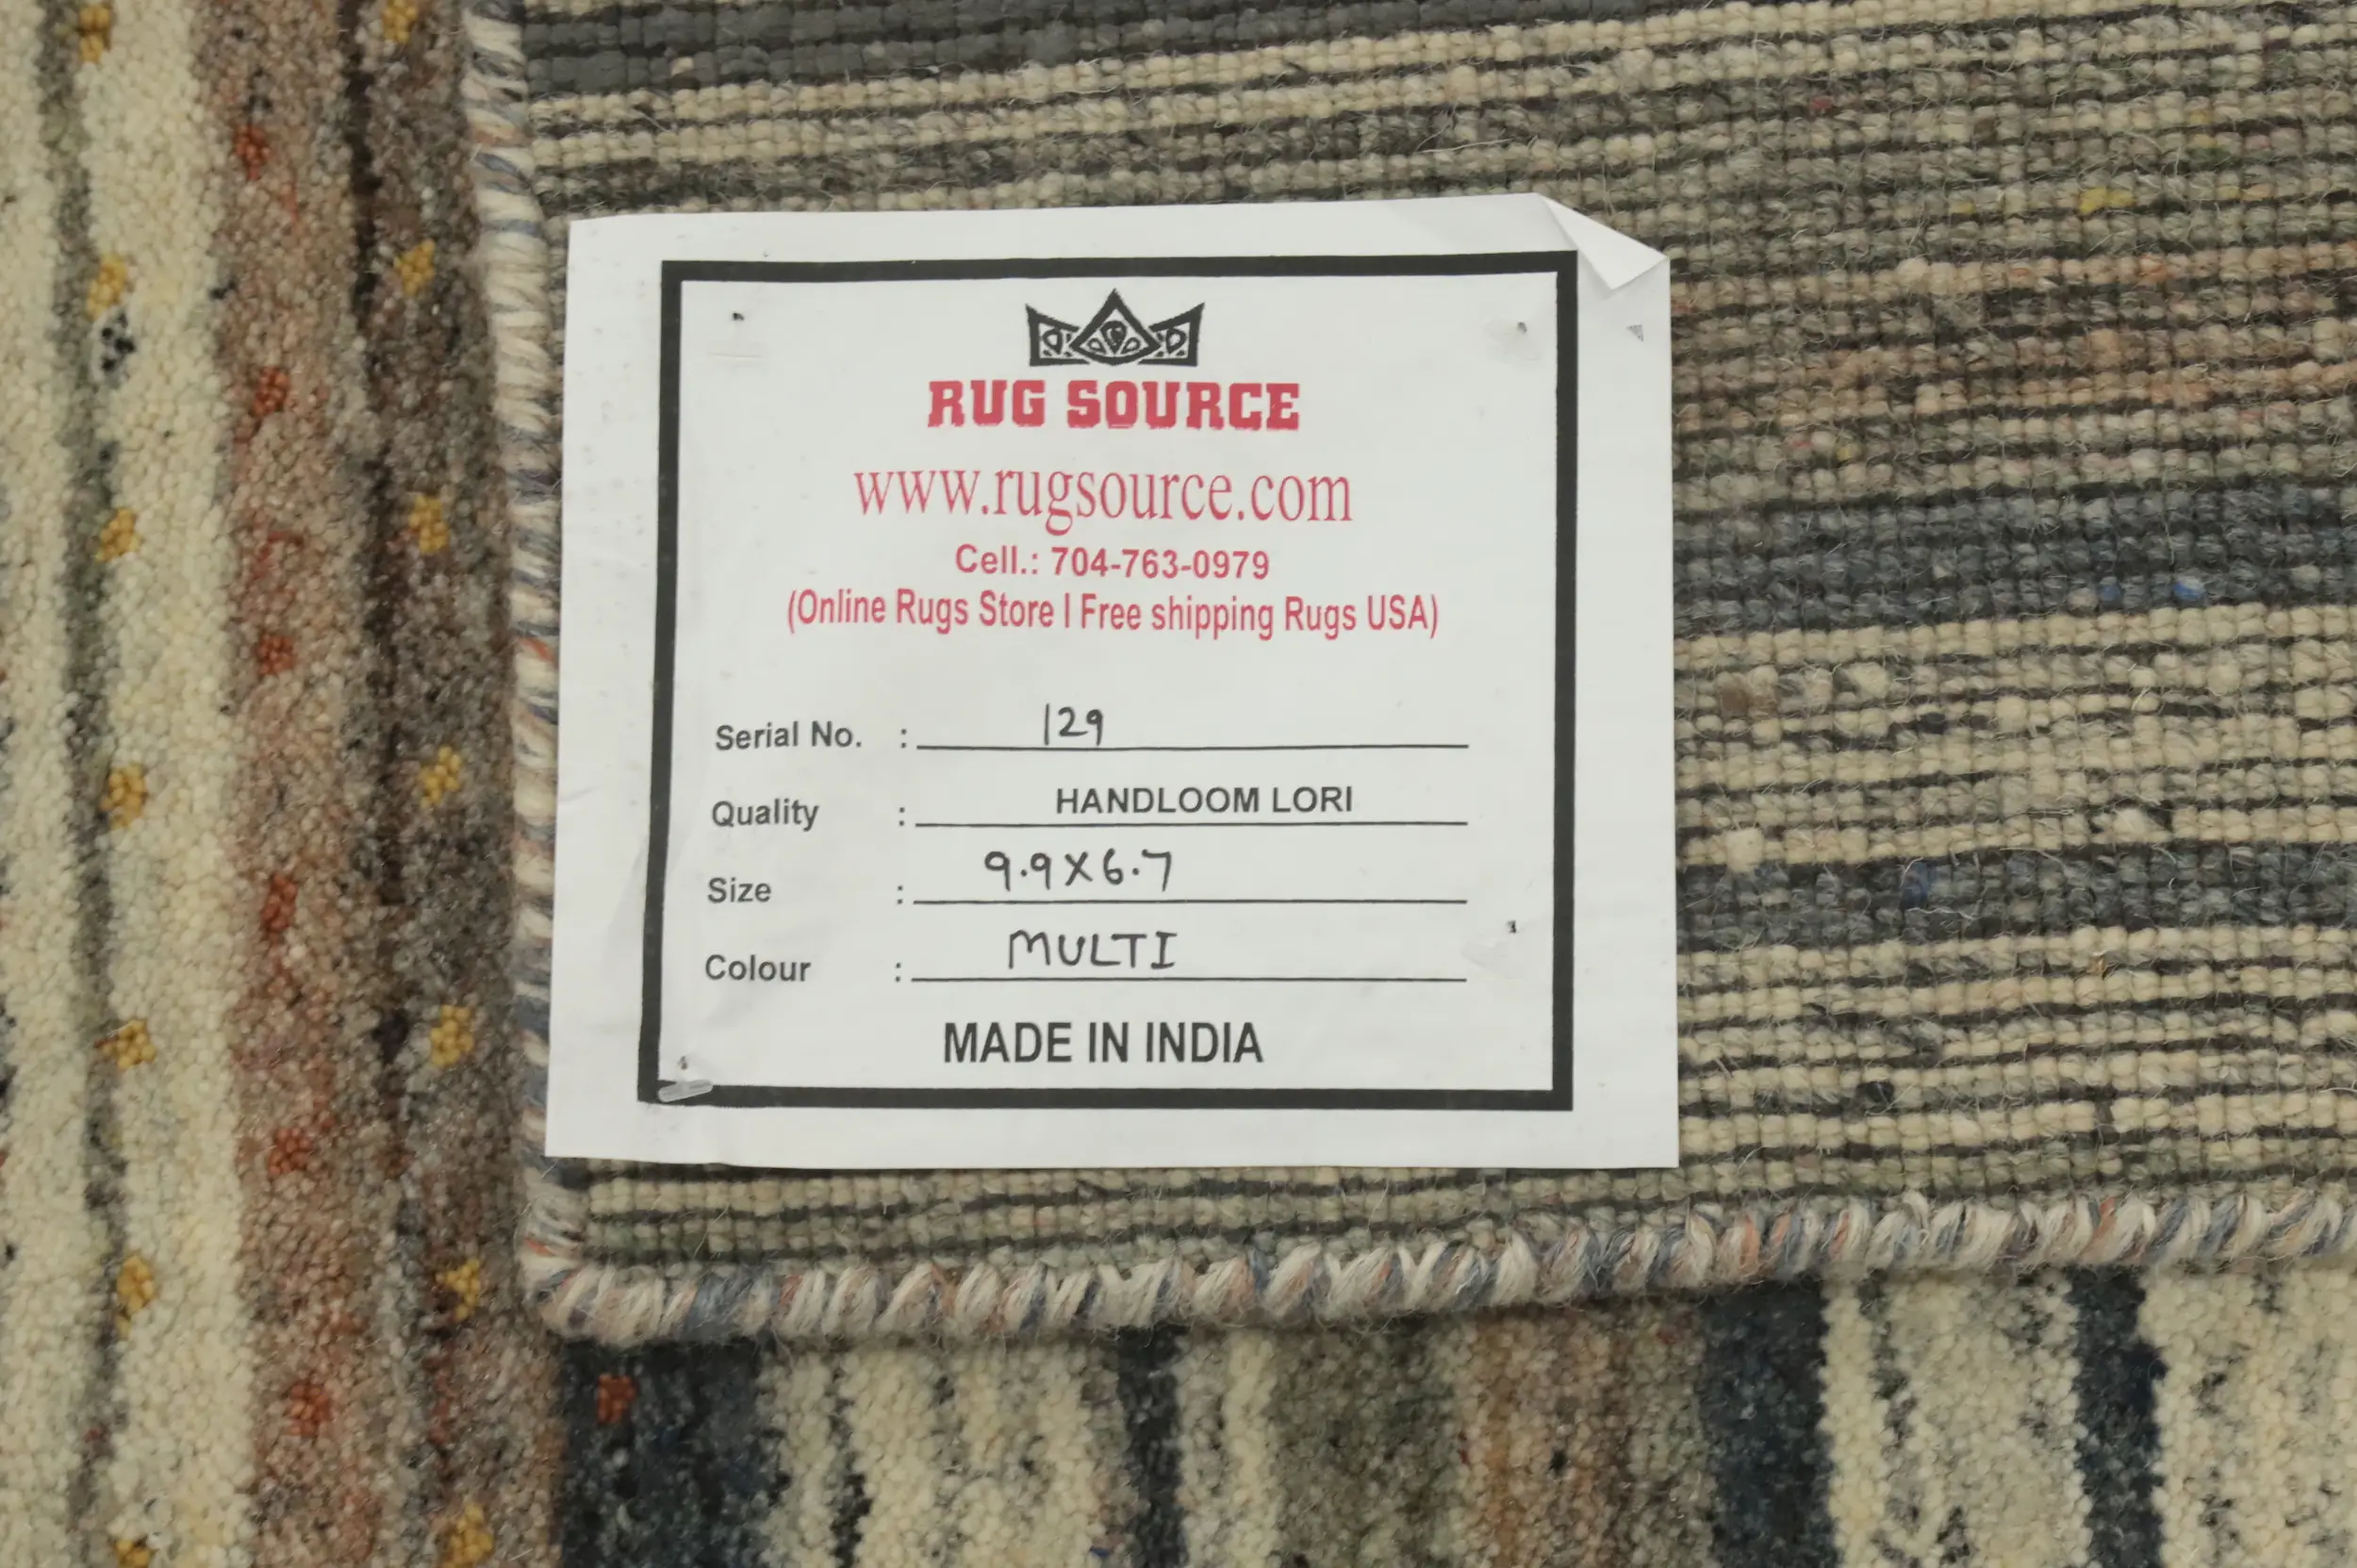 RUG SOURCE
www.rugsource.com
Cell.: 704-763-0979
(Online Rugs Store I Free shipping Rugs USA)
Serial No. : 129
Quality : HANDLOOM LORI
Size : 9.9X6.7
Colour : MULTI
MADE IN INDIA